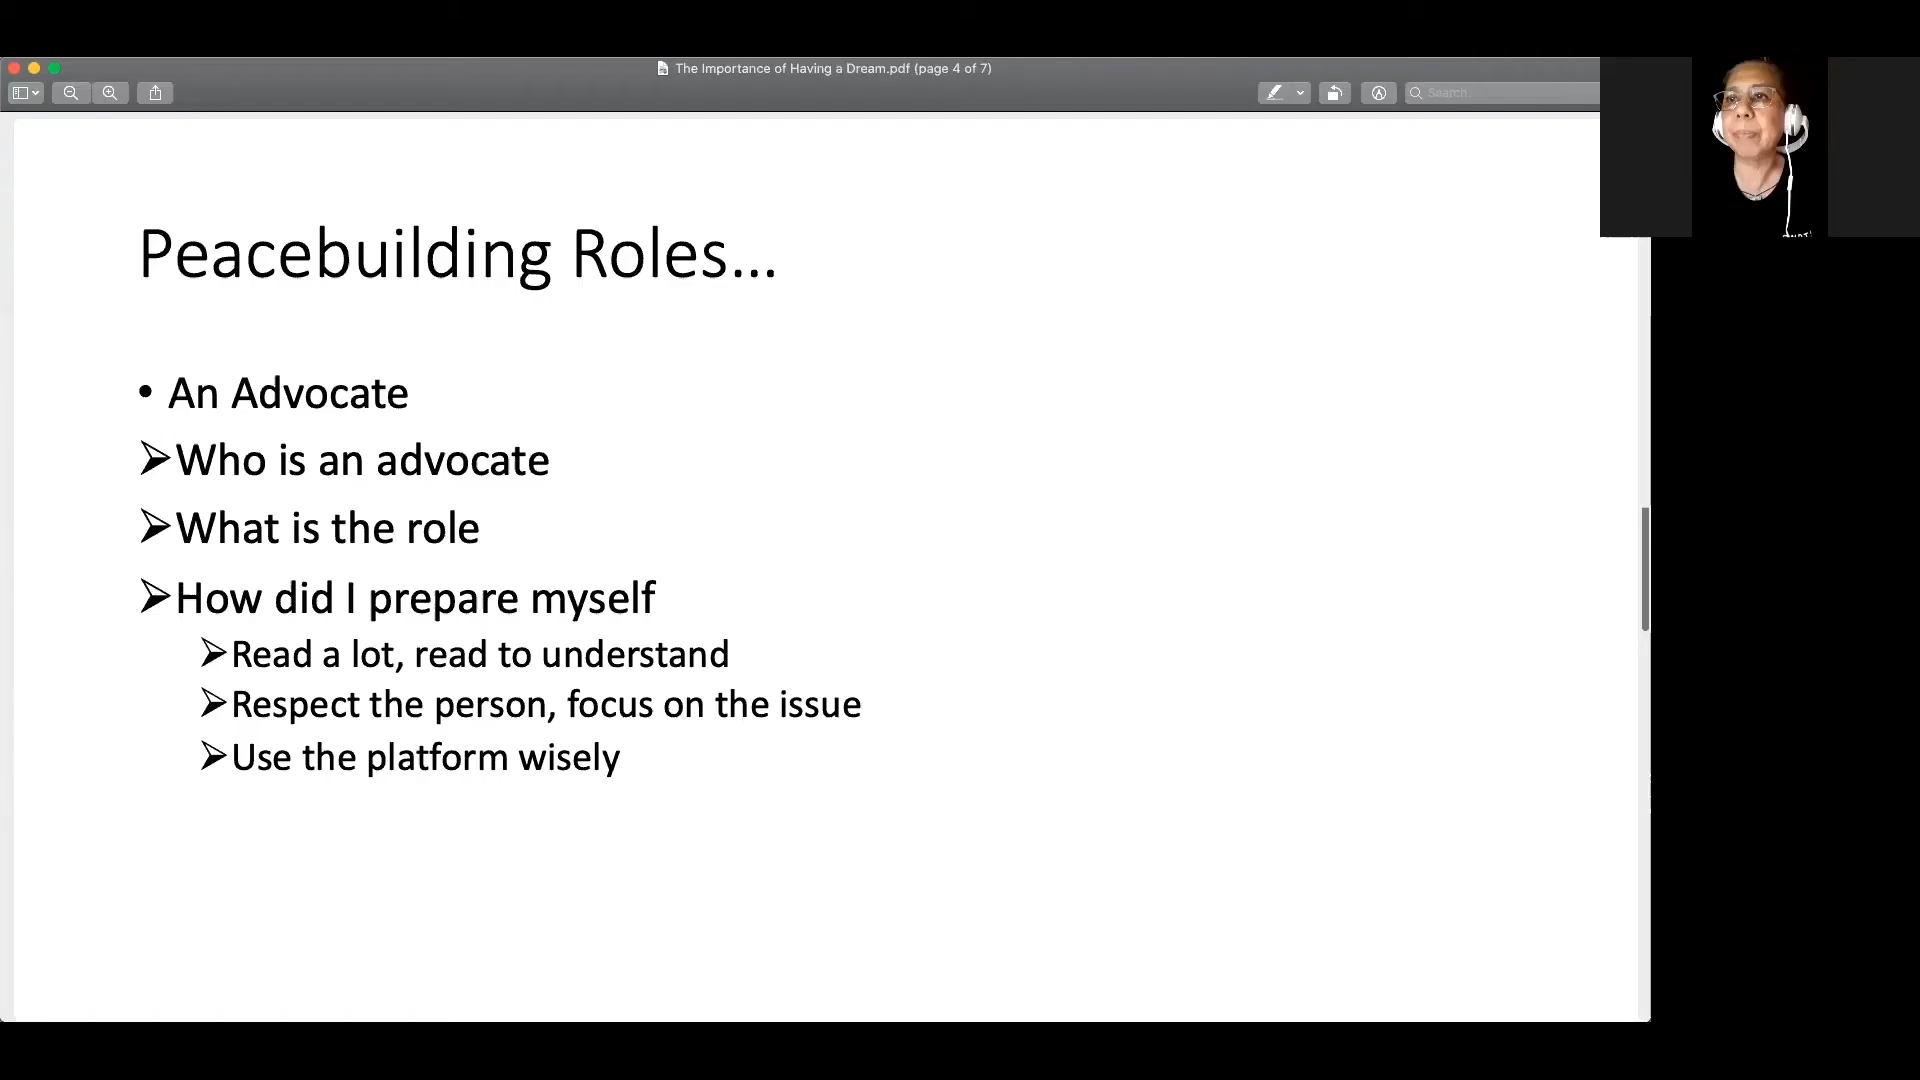 The Importance of Having a Dream.pdf (page 4 of 7)
Search
Peacebuilding Roles...
• An Advocate
➢Who is an advocate
➢What is the role
➢How did I prepare myself
➢Read a lot, read to understand
➢Respect the person, focus on the issue
➢Use the platform wisely